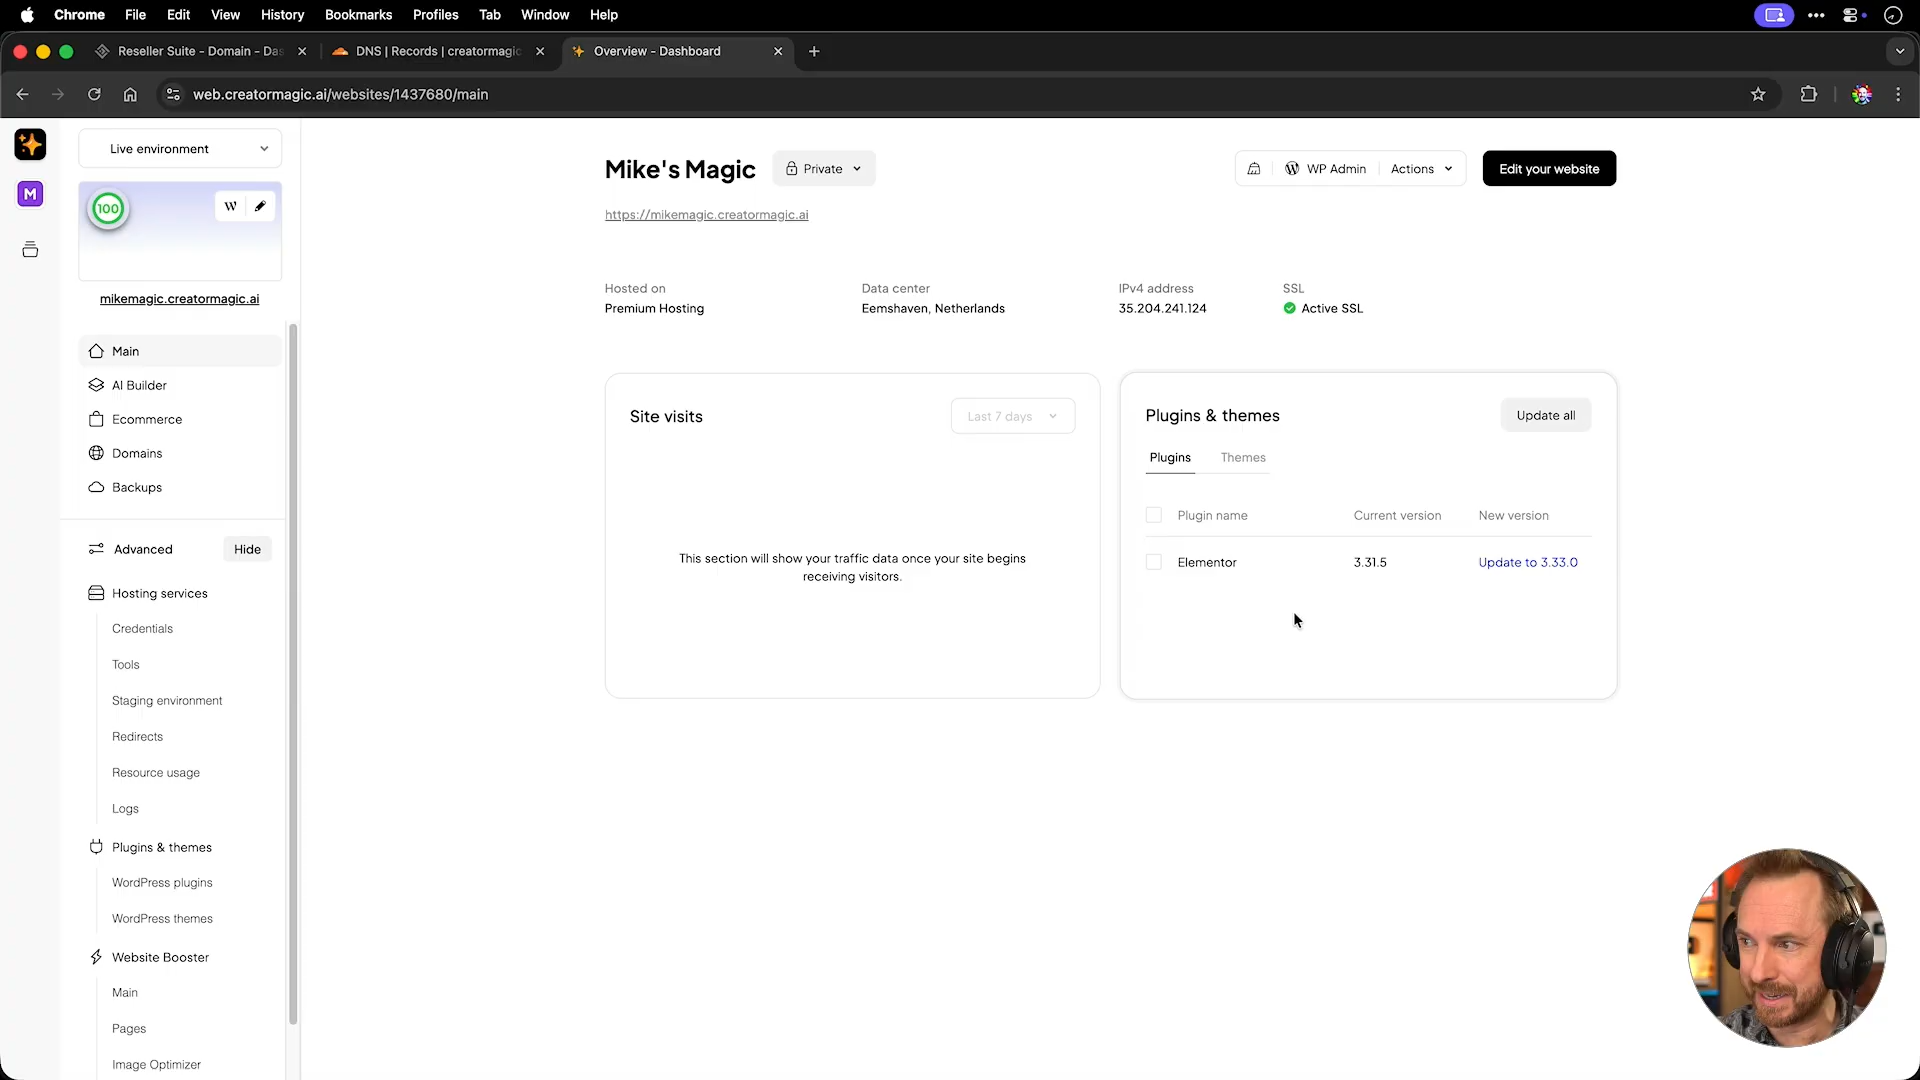 Chrome File Edit View History Bookmarks Profiles Tab Window Help
Reseller Suite - Domain - Das
DNS | Records | creatormagic
Overview - Dashboard
web.creatormagic.ai/websites/1437680/main
M
Live environment
100
W
mikemagic.creatormagic.ai
Main
AI Builder
Ecommerce
Domains
Backups
Advanced
Hide
Hosting services
Credentials
Tools
Staging environment
Redirects
Resource usage
Logs
Plugins & themes
WordPress plugins
WordPress themes
Website Booster
Main
Pages
Image Optimizer
Mike's Magic
Private
WP Admin
Actions
Edit your website
https://mikemagic.creatormagic.ai
Hosted on
Premium Hosting
Data center
Eemshaven, Netherlands
IPv4 address
35.204.241.124
SSL
Active SSL
Site visits
Last 7 days
This section will show your traffic data once your site begins
receiving visitors.
Plugins & themes
Update all
Plugins
Themes
Plugin name
Current version
New version
Elementor
3.31.5
Update to 3.33.0